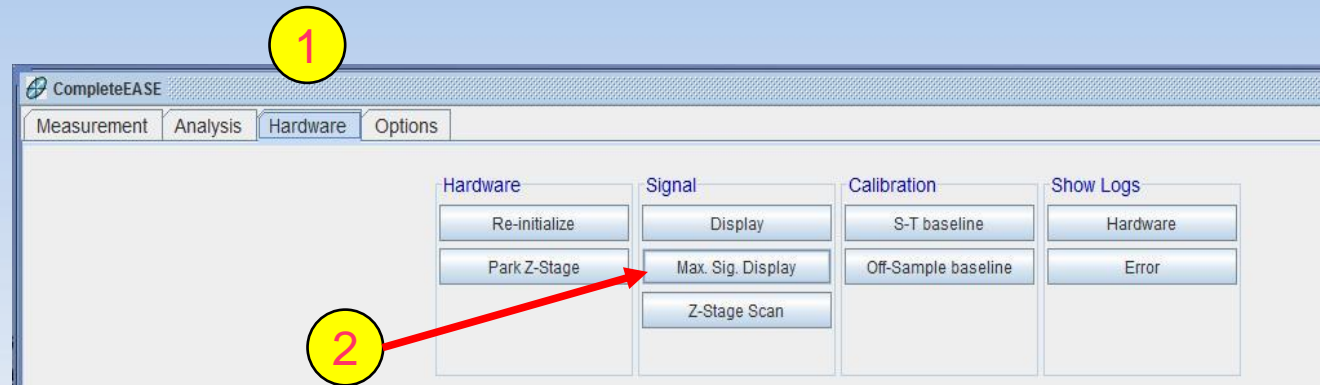 1
CompleteEASE
Measurement Analysis Hardware Options
Hardware Signal Calibration Show Logs
Re-initialize Display S-T baseline Hardware
Park Z-Stage Max. Sig. Display Off-Sample baseline Error
Z-Stage Scan
2